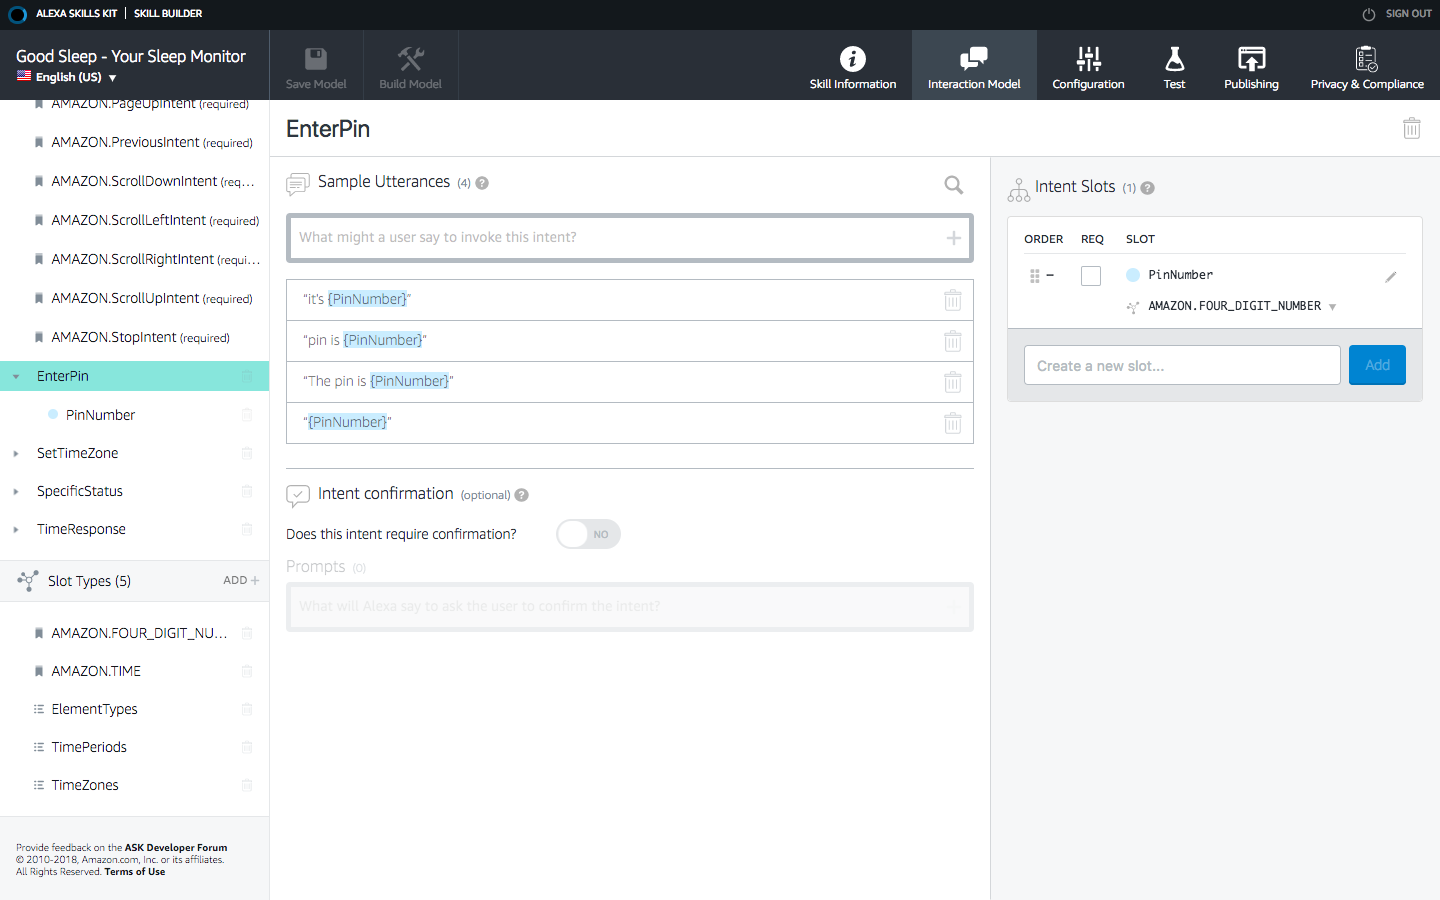 ALEXA SKILLS KIT | SKILL BUILDER
SIGN OUT
Good Sleep - Your Sleep Monitor
English (US) ▼
Save Model
Build Model
Skill Information
Interaction Model
Configuration
Test
Publishing
Privacy & Compliance
AMAZON.PageUpIntent (required)
AMAZON.PreviousIntent (required)
AMAZON.ScrollDownIntent (req...
AMAZON.ScrollLeftIntent (required)
AMAZON.ScrollRightIntent (requi...
AMAZON.ScrollUpIntent (required)
AMAZON.StopIntent (required)
EnterPin
PinNumber
SetTimeZone
SpecificStatus
TimeResponse
Slot Types (5)
ADD +
AMAZON.FOUR_DIGIT_NU...
AMAZON.TIME
ElementTypes
TimePeriods
TimeZones
Provide feedback on the ASK Developer Forum
© 2010-2018, Amazon.com, Inc. or its affiliates.
All Rights Reserved. Terms of Use
EnterPin
Sample Utterances (4) ?
What might a user say to invoke this intent?
“it's {PinNumber}”
“pin is {PinNumber}”
“The pin is {PinNumber}”
“{PinNumber}”
Intent confirmation (optional) ?
Does this intent require confirmation?
NO
Prompts (0)
What will Alexa say to ask the user to confirm the intent?
Intent Slots (1) ?
ORDER REQ SLOT
PinNumber
AMAZON.FOUR_DIGIT_NUMBER ▼
Create a new slot...
Add